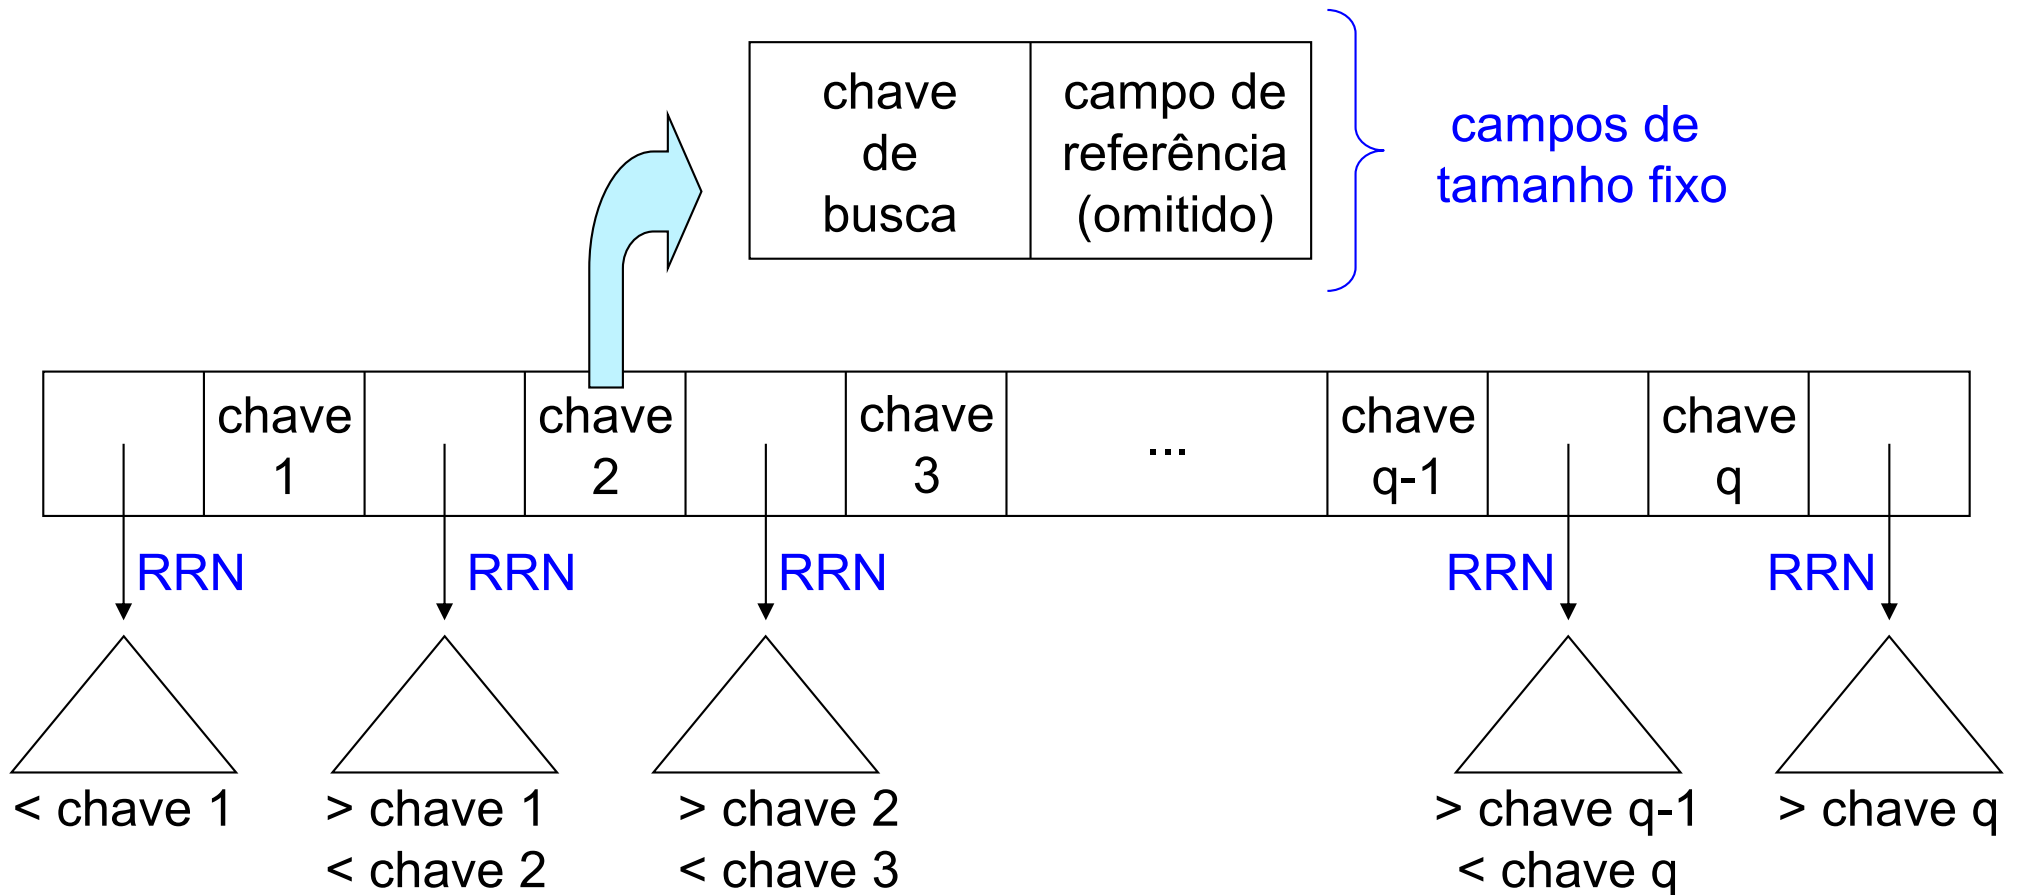 chave
de
busca
campo de
referência
(omitido)
campos de
tamanho fixo
chave
1
chave
2
chave
3
...
chave
q-1
chave
q
RRN
RRN
RRN
RRN
RRN
< chave 1
> chave 1
< chave 2
> chave 2
< chave 3
> chave q-1
< chave q
> chave q